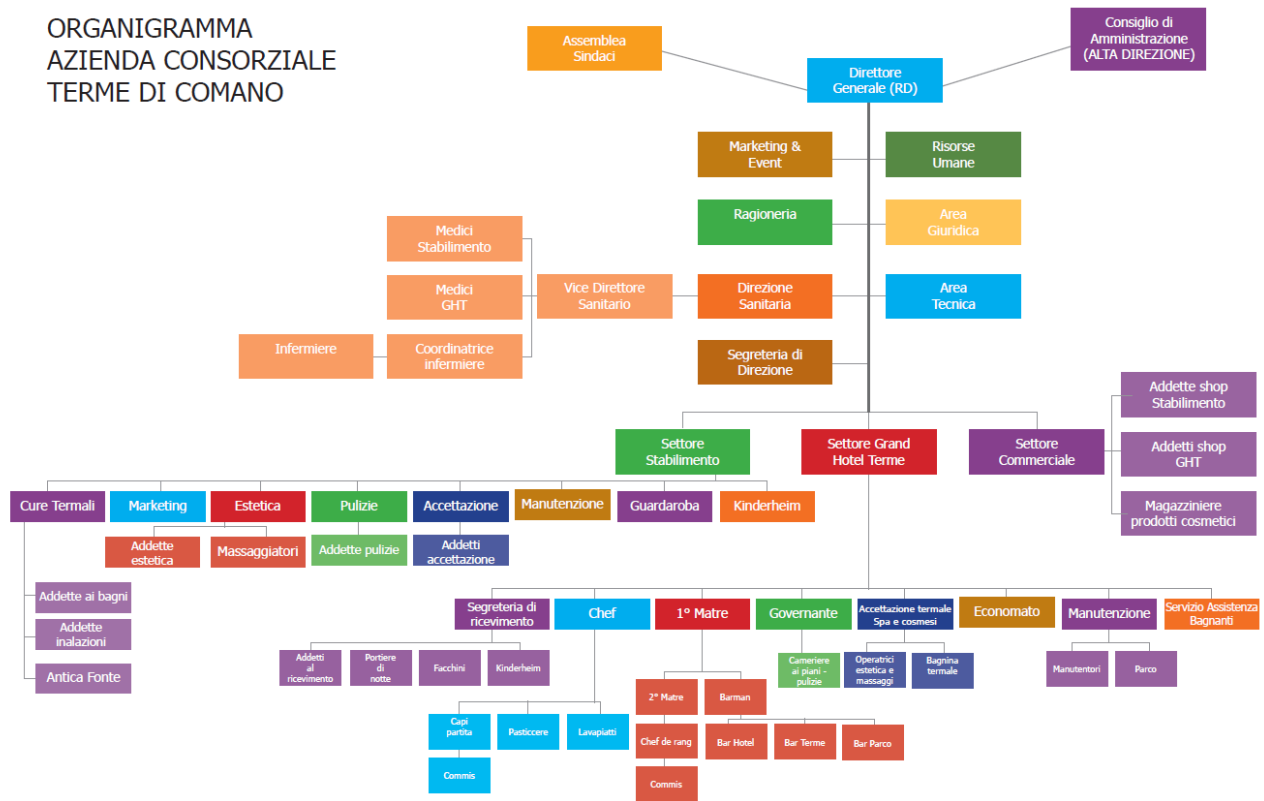 ORGANIGRAMMA
AZIENDA CONSORZIALE
TERME DI COMANO
Assemblea
Sindaci
Consiglio di
Amministrazione
(ALTA DIREZIONE)
Direttore
Generale (RD)
Marketing &
Event
Risorse
Umane
Ragioneria
Area
Giuridica
Medici
Stabilimento
Medici
GHT
Vice Direttore
Sanitario
Direzione
Sanitaria
Area
Tecnica
Infermiere
Coordinatrice
infermiere
Segreteria di
Direzione
Addette shop
Stabilimento
Settore
Stabilimento
Settore Grand
Hotel Terme
Settore
Commerciale
Addetti shop
GHT
Magazziniere
prodotti cosmetici
Cure Termali
Marketing
Estetica
Pulizie
Accettazione
Manutenzione
Guardaroba
Kinderheim
Addette
estetica
Massaggiatori
Addette pulizie
Addetti
accettazione
Addette ai bagni
Addette
inalazioni
Antica Fonte
Segreteria di
ricevimento
Chef
1º Matre
Governante
Accettazione termale
Spa e cosmesi
Economato
Manutenzione
Servizio Assistenza
Bagnanti
Addetti
al
ricevimento
Portiere
di
notte
Facchini
Kinderheim
Cameriere
ai piani -
pulizie
Operatrici
estetica e
massaggi
Bagnina
termale
Manutentori
Parco
2° Matre
Barman
Capi
partita
Pasticcere
Lavapiatti
Chef de rang
Bar Hotel
Bar Terme
Bar Parco
Commis
Commis